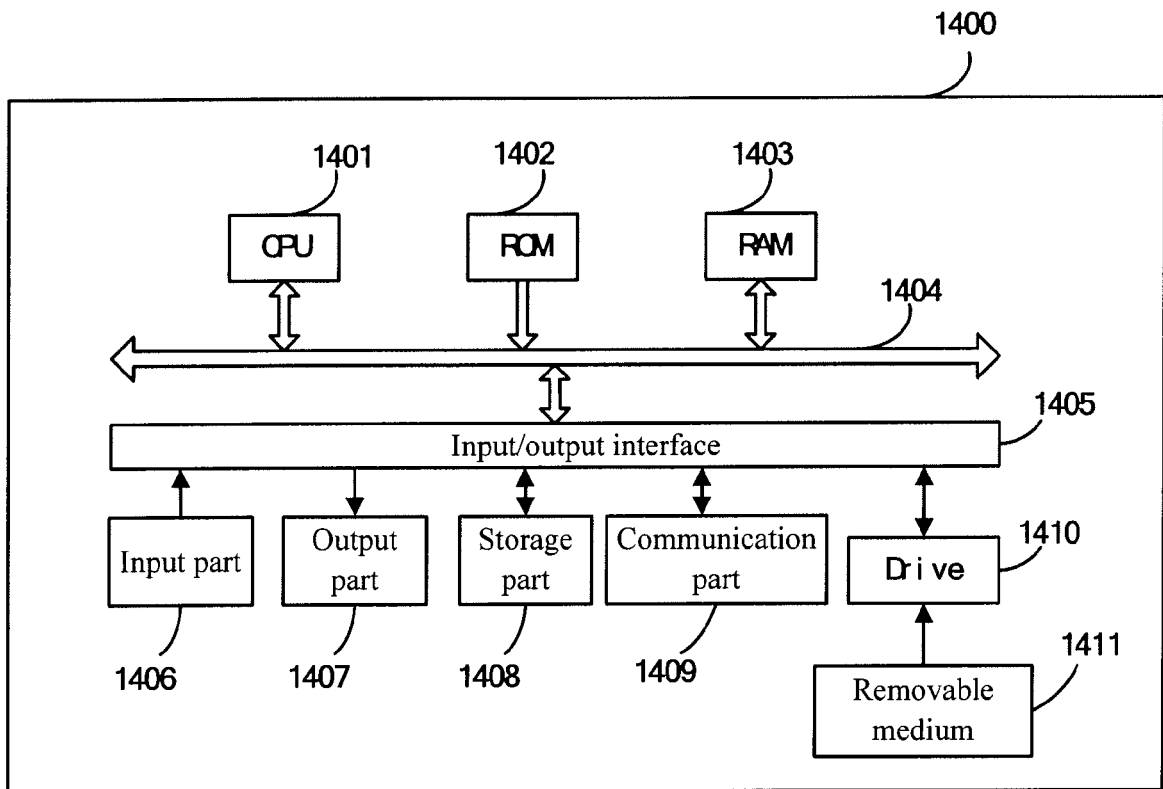 1400
1401
1402
1403
CPU
ROM
RAM
1404
1405
Input/output interface
Input part
Output
part
Storage
part
Communication
part
1410
Drive
1406
1407
1408
1409
1411
Removable
medium